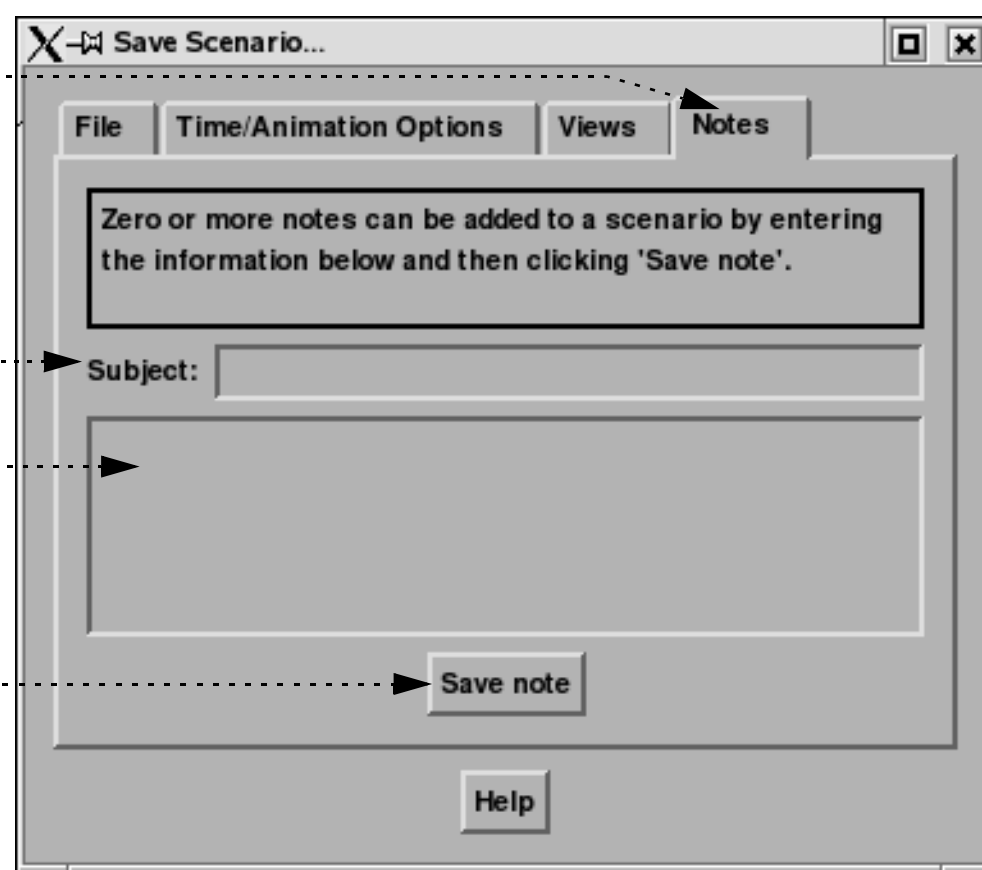 Save Scenario...
File Time/Animation Options Views Notes
Zero or more notes can be added to a scenario by entering
the information below and then clicking 'Save note'.
Subject:
Save note
Help